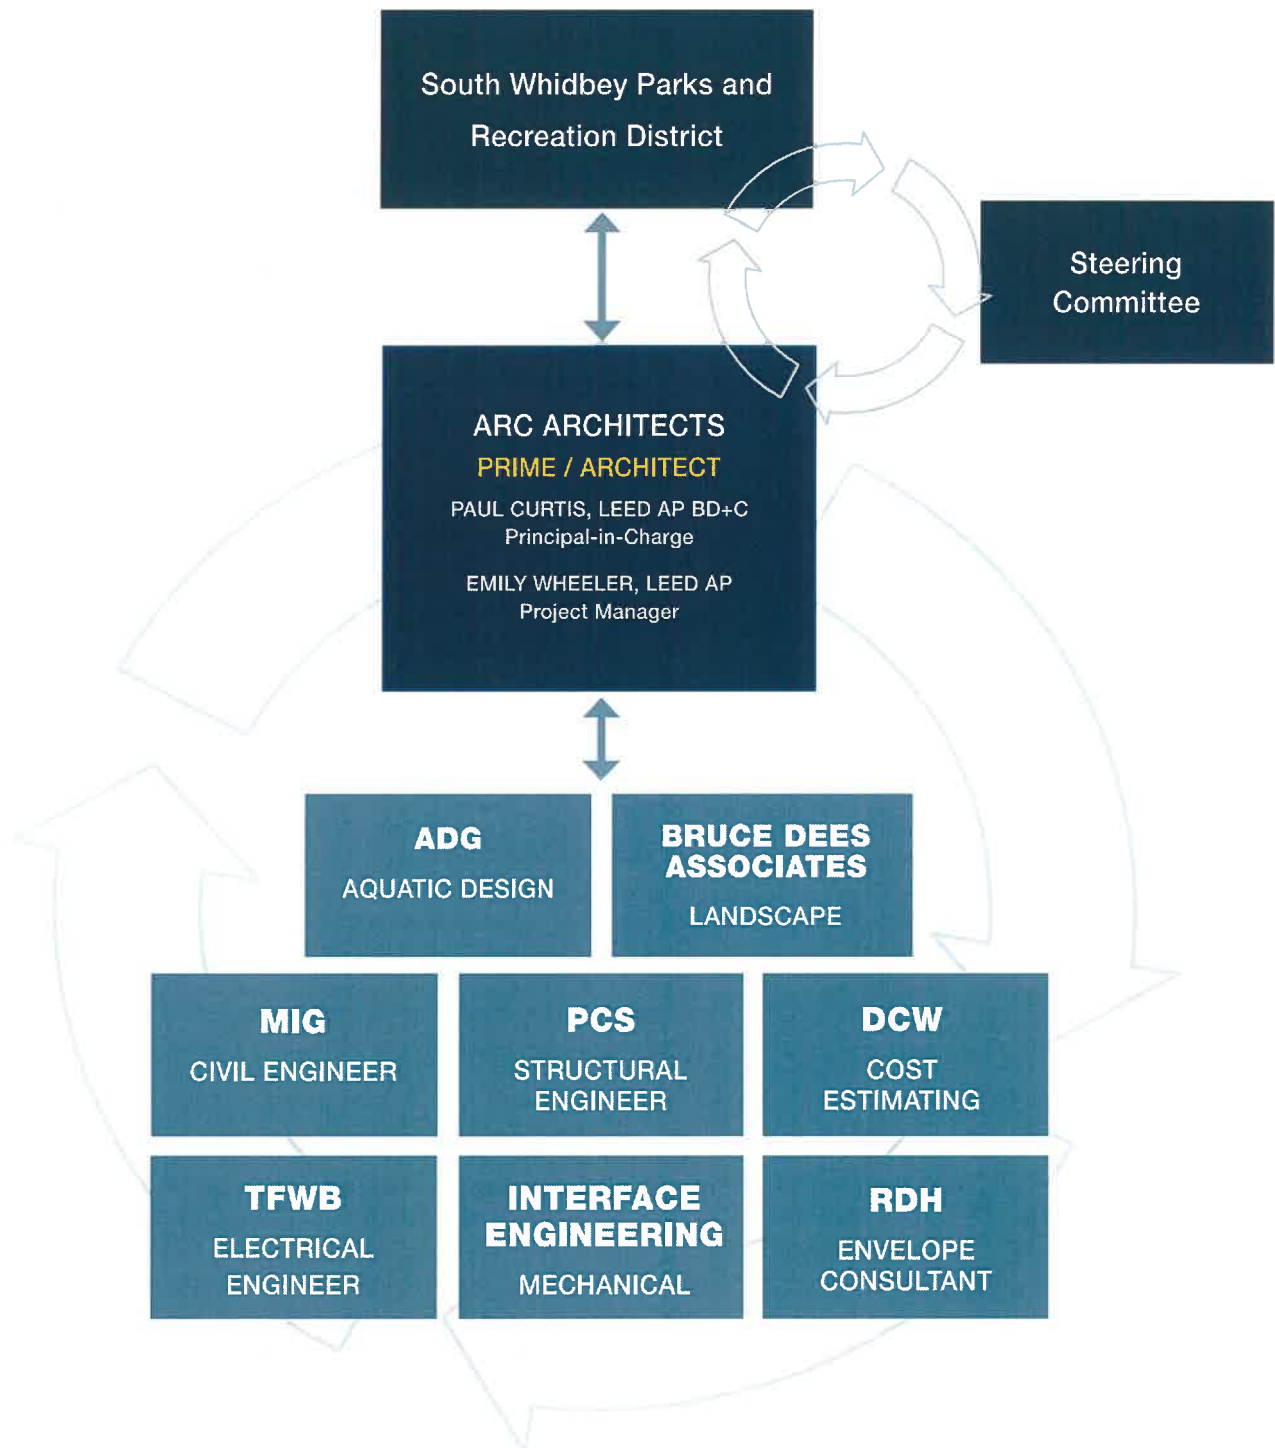 South Whidbey Parks and
Recreation District
Steering
Committee
ARC ARCHITECTS
PRIME / ARCHITECT
PAUL CURTIS, LEED AP BD+C
Principal-in-Charge
EMILY WHEELER, LEED AP
Project Manager
ADG
AQUATIC DESIGN
BRUCE DEES
ASSOCIATES
LANDSCAPE
MIG
CIVIL ENGINEER
PCS
STRUCTURAL
ENGINEER
DCW
COST
ESTIMATING
TFWB
ELECTRICAL
ENGINEER
INTERFACE
ENGINEERING
MECHANICAL
RDH
ENVELOPE
CONSULTANT